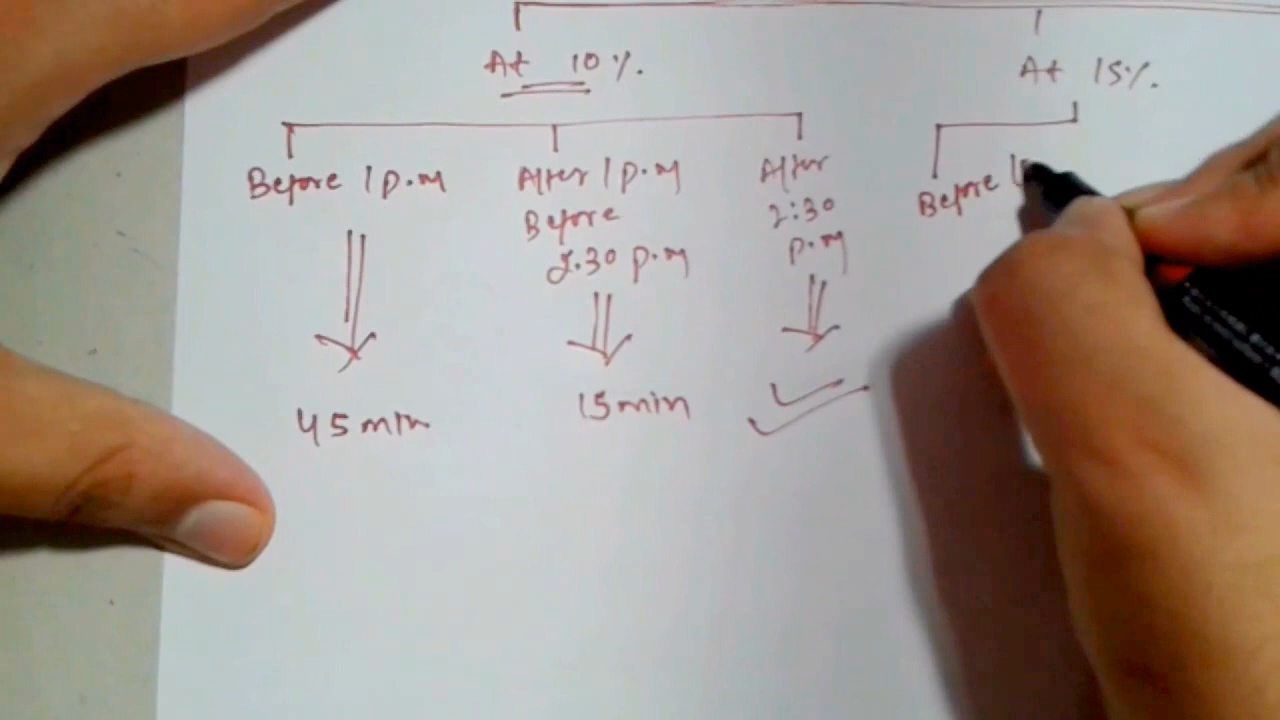 At 10%.
At 15%.
Before 1 p.m
After 1 p.m
Before
2.30 p.m
After
2:30
p.m
Before
45 min
15 min